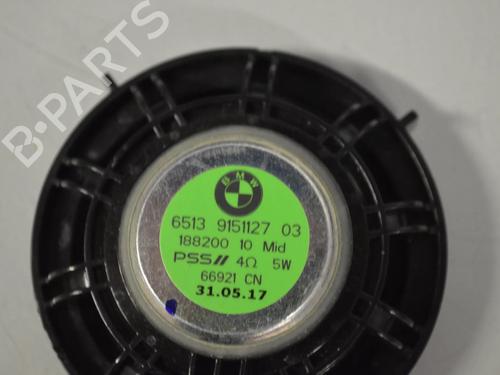 B-PARTS
BMW
6513 9151127 03
188200 10 Mid
PSS// 4Ω 5W
66921 CN
31.05.17